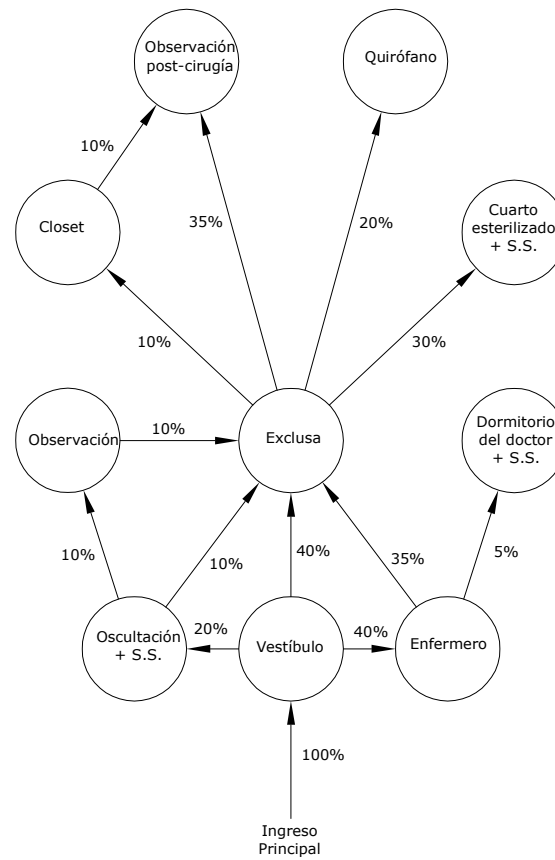 Observación
post-cirugía
Quirófano
10%
Closet
35%
20%
Cuarto
esterilizado
+ S.S.
10%
30%
Observación
10%
Exclusa
Dormitorio
del doctor
+ S.S.
10%
10%
40%
35%
5%
Oscultación
+ S.S.
20%
Vestíbulo
40%
Enfermero
100%
Ingreso
Principal